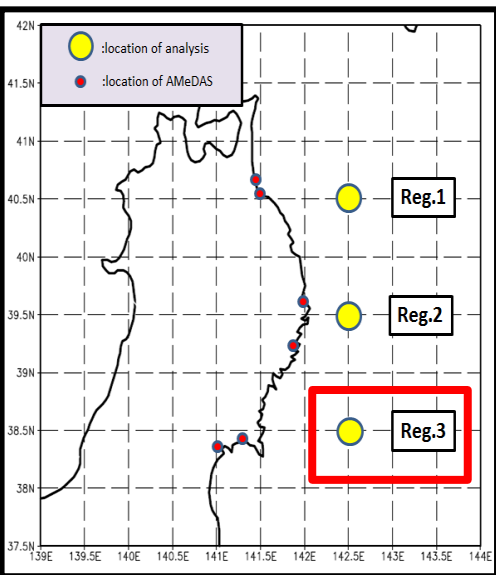 42N
:location of analysis
:location of AMeDAS
41.5N
41N
40.5N
Reg.1
40N
39.5N
Reg.2
39N
38.5N
Reg.3
38N
37.5N
139E 139.5E 140E 140.5E 141E 141.5E 142E 142.5E 143E 143.5E 144E